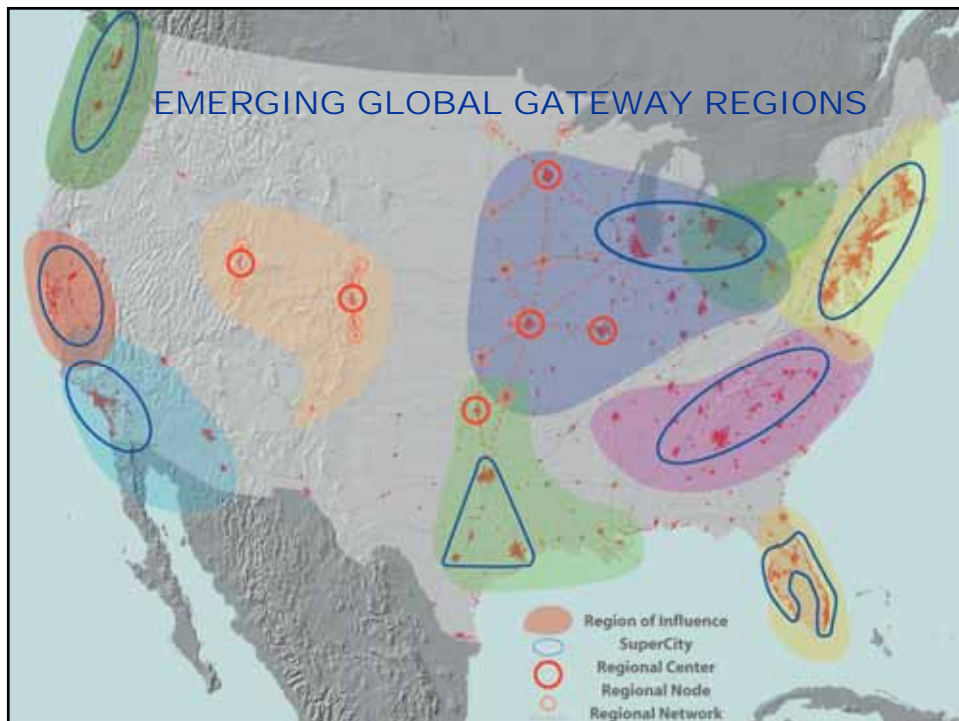 EMERGING GLOBAL GATEWAY REGIONS
Region of Influence
SuperCity
Regional Center
Regional Node
Regional Network